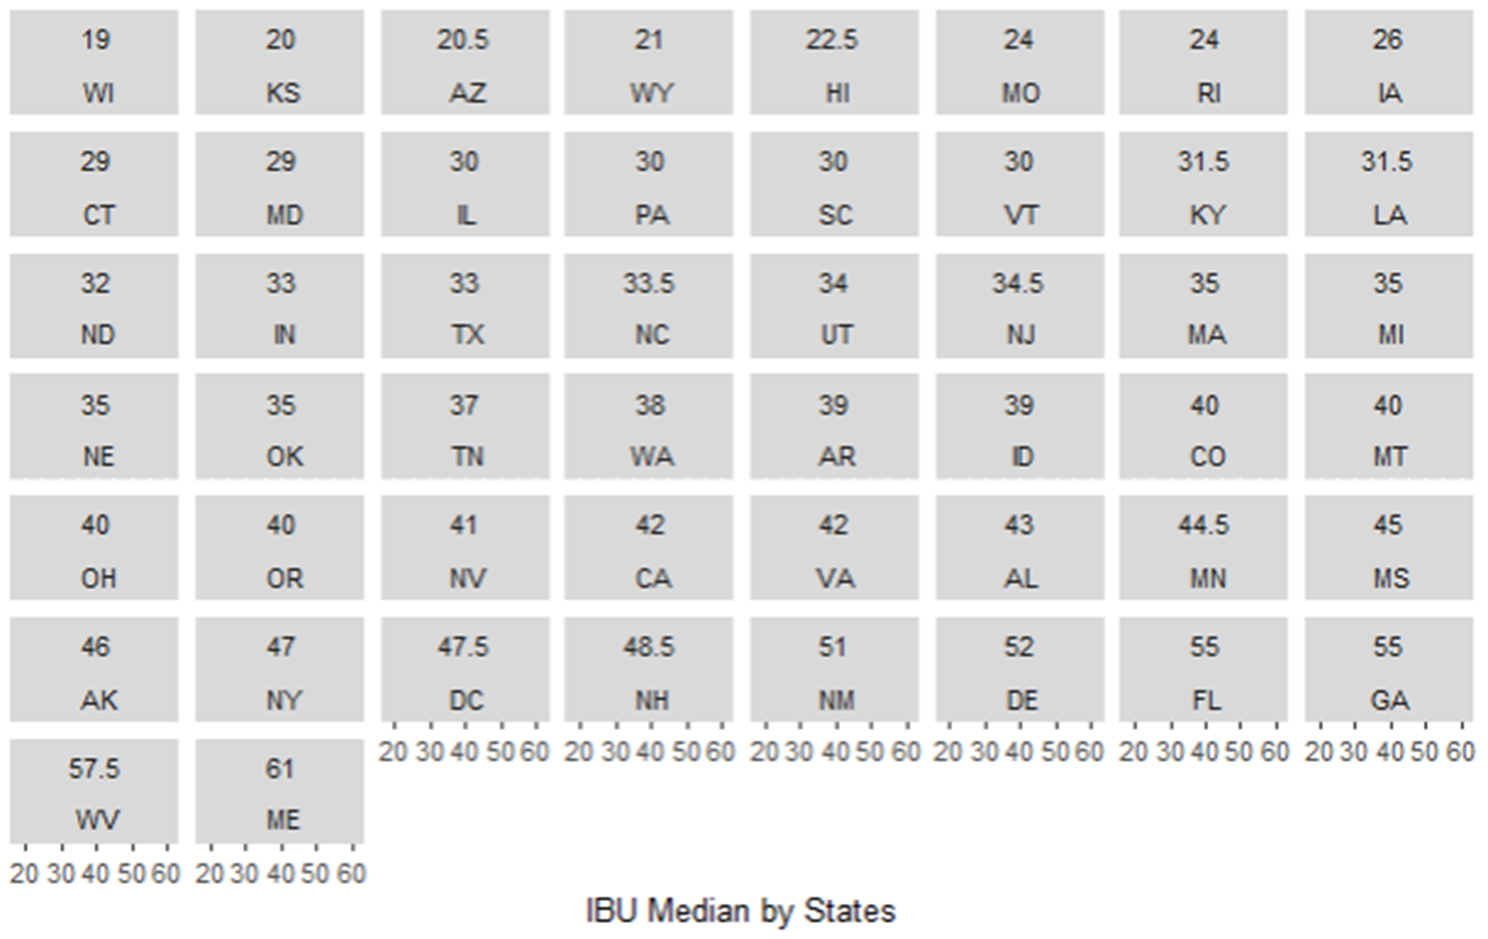 19 20 20.5 21 22.5 24 24 26
WI KS AZ WY HI MO RI IA
29 29 30 30 30 30 31.5 31.5
CT MD IL PA SC VT KY LA
32 33 33 33.5 34 34.5 35 35
ND IN TX NC UT NJ MA MI
35 35 37 38 39 39 40 40
NE OK TN WA AR ID CO MT
40 40 41 42 42 43 44.5 45
OH OR NV CA VA AL MN MS
46 47 47.5 48.5 51 52 55 55
AK NY DC NH NM DE FL GA
20 30 40 50 60 20 30 40 50 60 20 30 40 50 60 20 30 40 50 60 20 30 40 50 60 20 30 40 50 60
57.5 61
WV ME
20 30 40 50 60 20 30 40 50 60
IBU Median by States